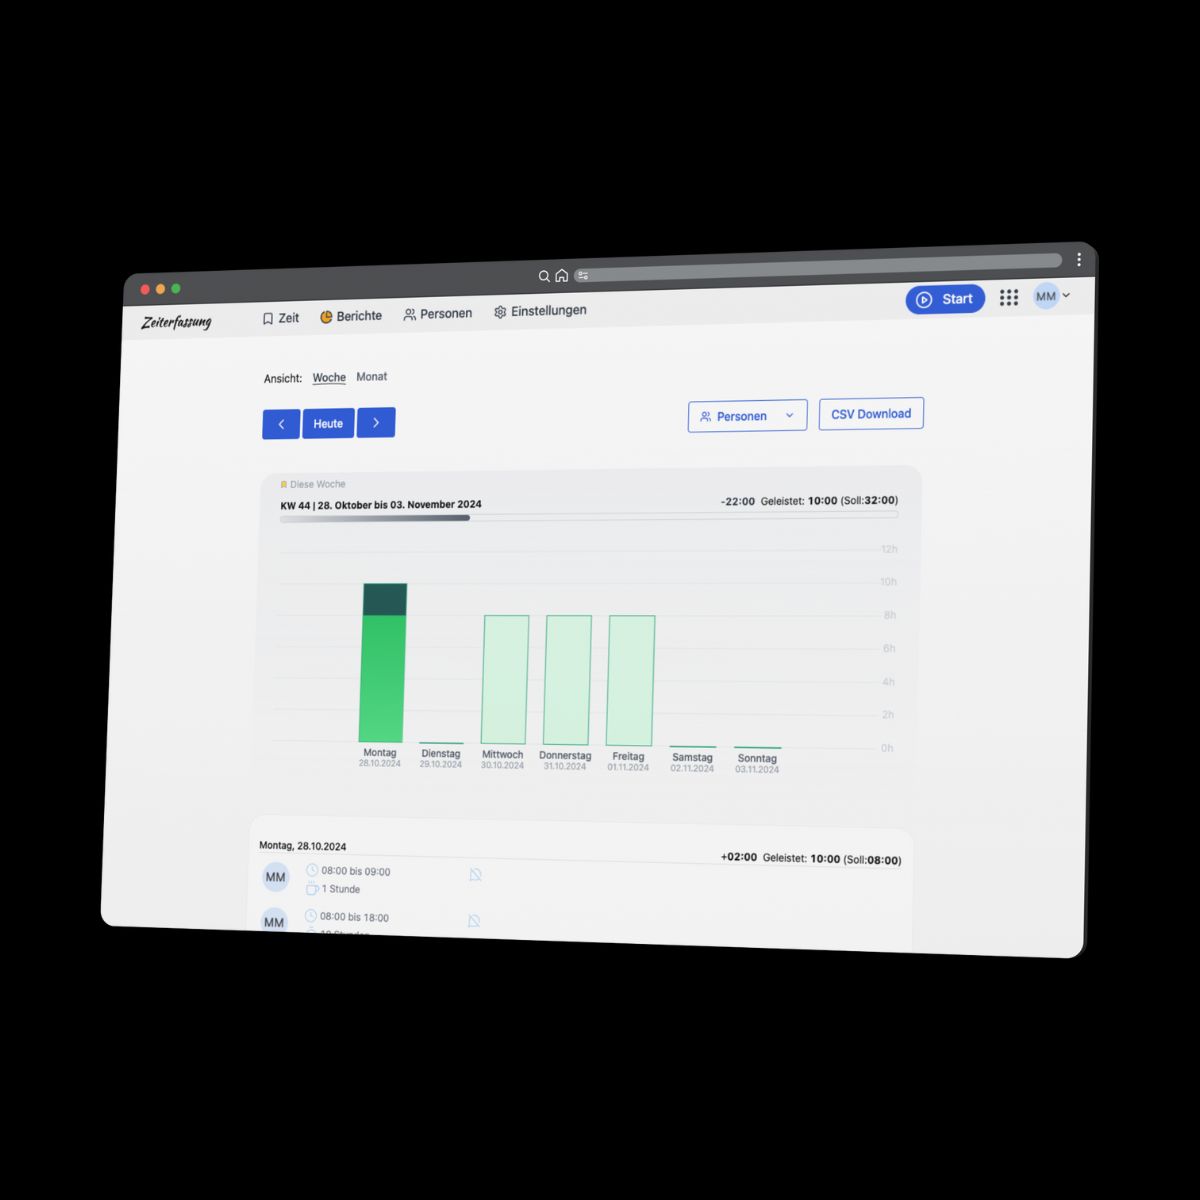 Zeiterfassung
Zeit Berichte Personen Einstellungen
Start
MM
Ansicht: Woche Monat
Heute
Personen
CSV Download
Diese Woche
KW 44 | 28. Oktober bis 03. November 2024
-22:00 Geleistet: 10:00 (Soll:32:00)
12h
10h
8h
6h
4h
2h
0h
Montag
28.10.2024
Dienstag
29.10.2024
Mittwoch
30.10.2024
Donnerstag
31.10.2024
Freitag
01.11.2024
Samstag
02.11.2024
Sonntag
03.11.2024
Montag, 28.10.2024
+02:00 Geleistet: 10:00 (Soll:08:00)
MM
08:00 bis 09:00
1 Stunde
MM
08:00 bis 18:00